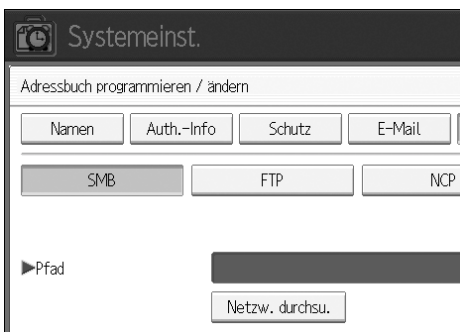 Systemeinst.
Adressbuch programmieren / ändern
Namen Auth.-Info Schutz E-Mail
SMB FTP NCP
▶Pfad
Netzw. durchsu.